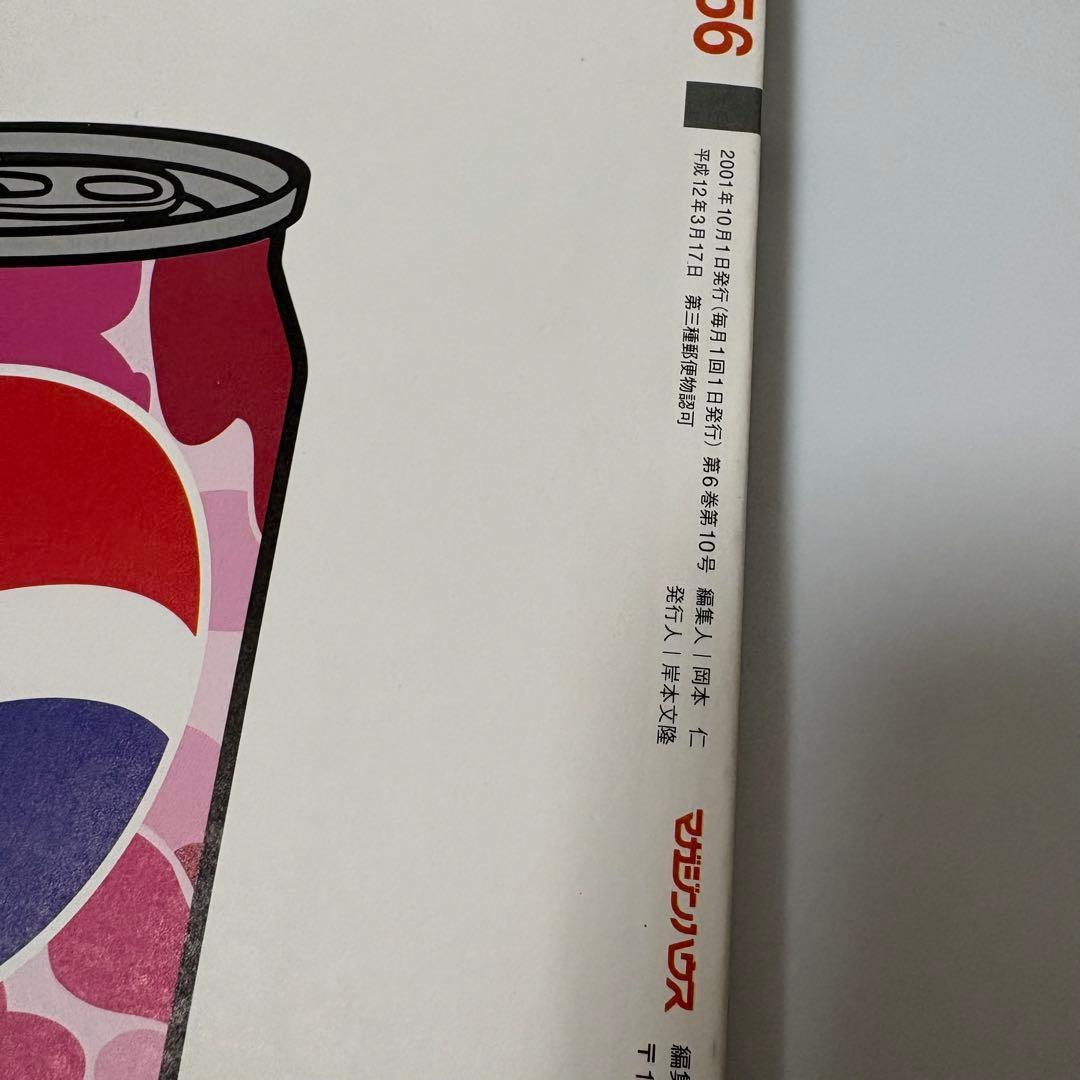 56
2001年10月1日発行(毎月1回1日発行) 第6巻第10号 編集人｜岡本 仁
平成12年3月17日 第三種郵便物認可 発行人｜岸本文隆
マガジンハウス
編集
〒1